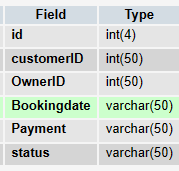 Field Type
id int(4)
customerID int(50)
OwnerID int(50)
Bookingdate varchar(50)
Payment varchar(50)
status varchar(50)